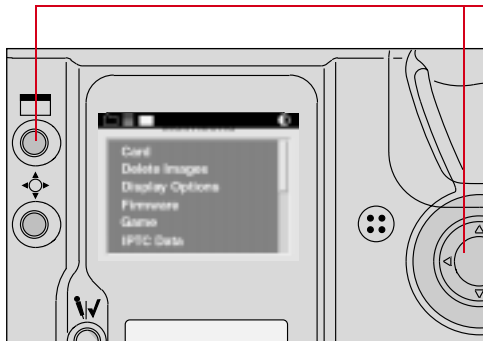 Card
Delete Images
Display Options
Firmware
Game
IPTC Data